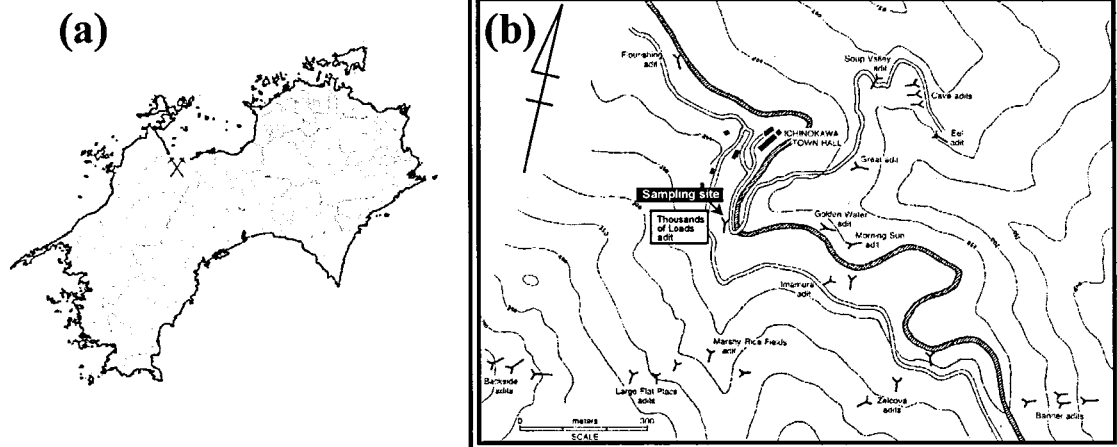 (a)
(b)
Flourishing
adit
Soup Valley
adit
Cave adits
Eel
adit
ICHINOKAWA
TOWN HALL
Great adit
Sampling site
Thousands
of Loads
adit
Golden Water
adit
Morning Sun
adit
Imamura
adit
Marshy Rice Fields
adit
Backside
adits
Large Flat Place
adits
Zelcova
adits
Banner adits
0 meters 300
SCALE